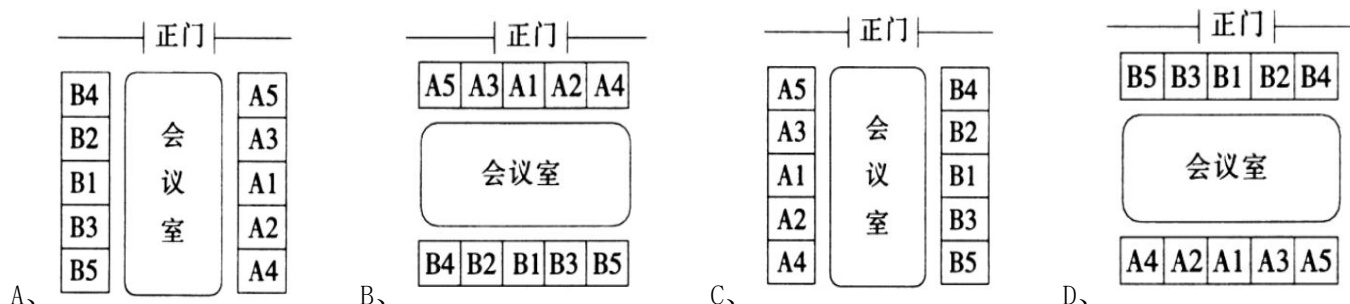 正门
B4
B2
B1
B3
B5
会
议
室
A5
A3
A1
A2
A4
A、
正门
A5 A3 A1 A2 A4
会议室
B4 B2 B1 B3 B5
B、
正门
A5
A3
A1
A2
A4
会
议
室
B4
B2
B1
B3
B5
C、
正门
B5 B3 B1 B2 B4
会议室
A4 A2 A1 A3 A5
D、